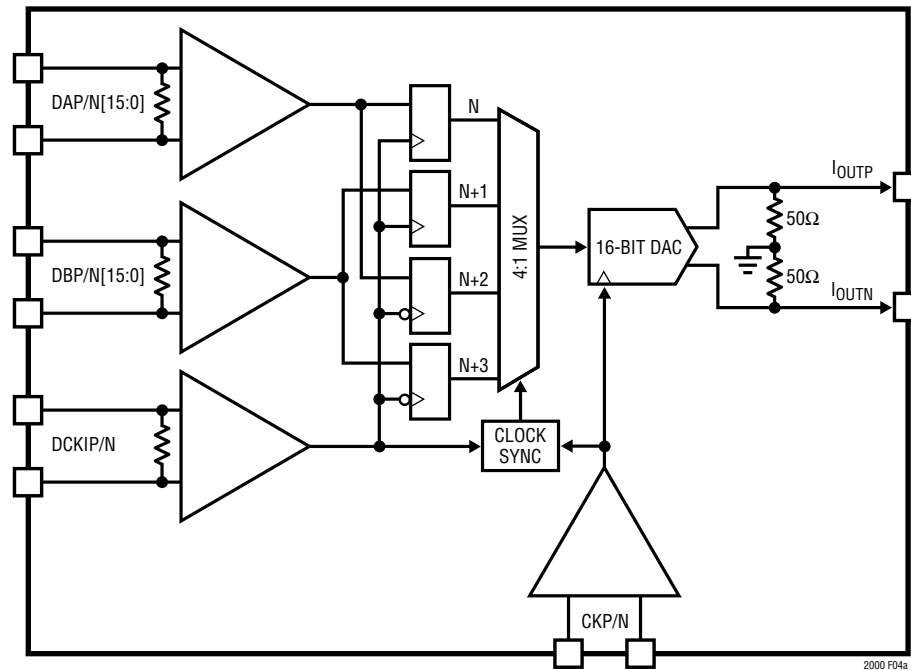 DAP/N[15:0]
DBP/N[15:0]
DCKIP/N
N
N+1
N+2
N+3
4:1 MUX
CLOCK
SYNC
16-BIT DAC
IOUTP
50Ω
50Ω
IOUTN
CKP/N
2000 F04a